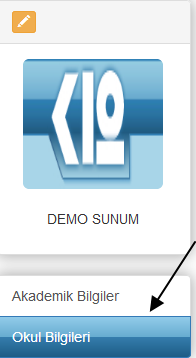 DEMO SUNUM
Akademik Bilgiler
Okul Bilgileri